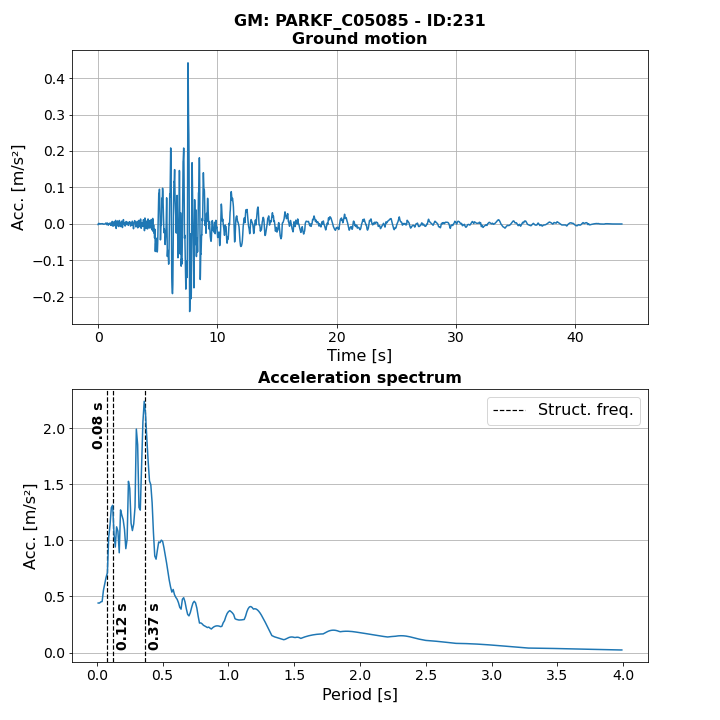 GM: PARKF_C05085 - ID:231
Ground motion
0.4
0.3
0.2
0.1
0.0
−0.1
−0.2
Acc. [m/s²]
0 10 20 30 40
Time [s]
Acceleration spectrum
Struct. freq.
0.08 s
0.12 s
0.37 s
2.0
1.5
1.0
0.5
0.0
Acc. [m/s²]
0.0 0.5 1.0 1.5 2.0 2.5 3.0 3.5 4.0
Period [s]